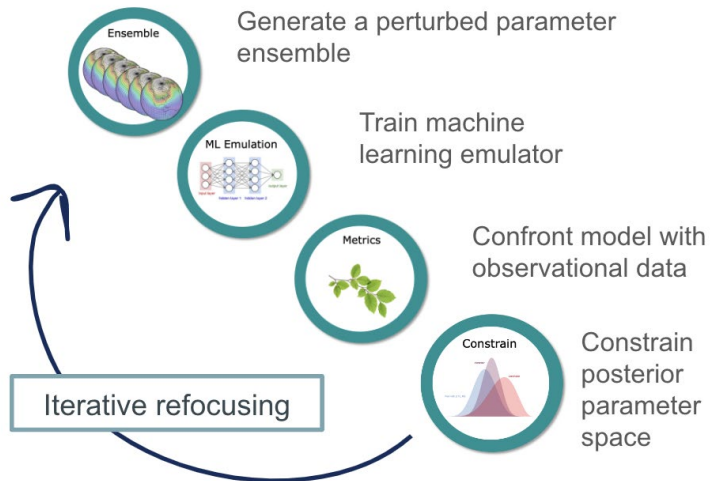 Ensemble
Generate a perturbed parameter
ensemble
ML Emulation
Train machine
learning emulator
Metrics
Confront model with
observational data
Constrain
Constrain
posterior
parameter
space
Iterative refocusing